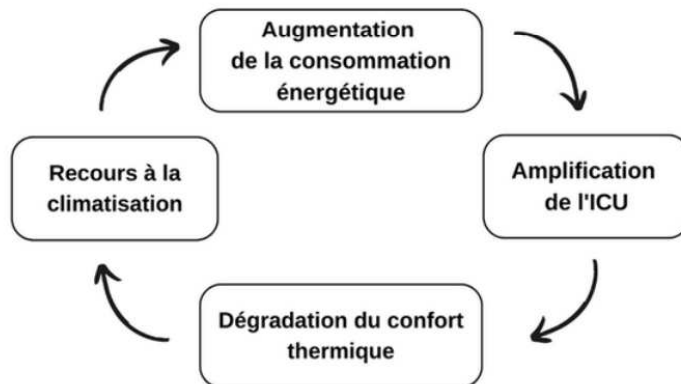 Augmentation
de la consommation
énergétique
Amplification
de l'ICU
Dégradation du confort
thermique
Recours à la
climatisation